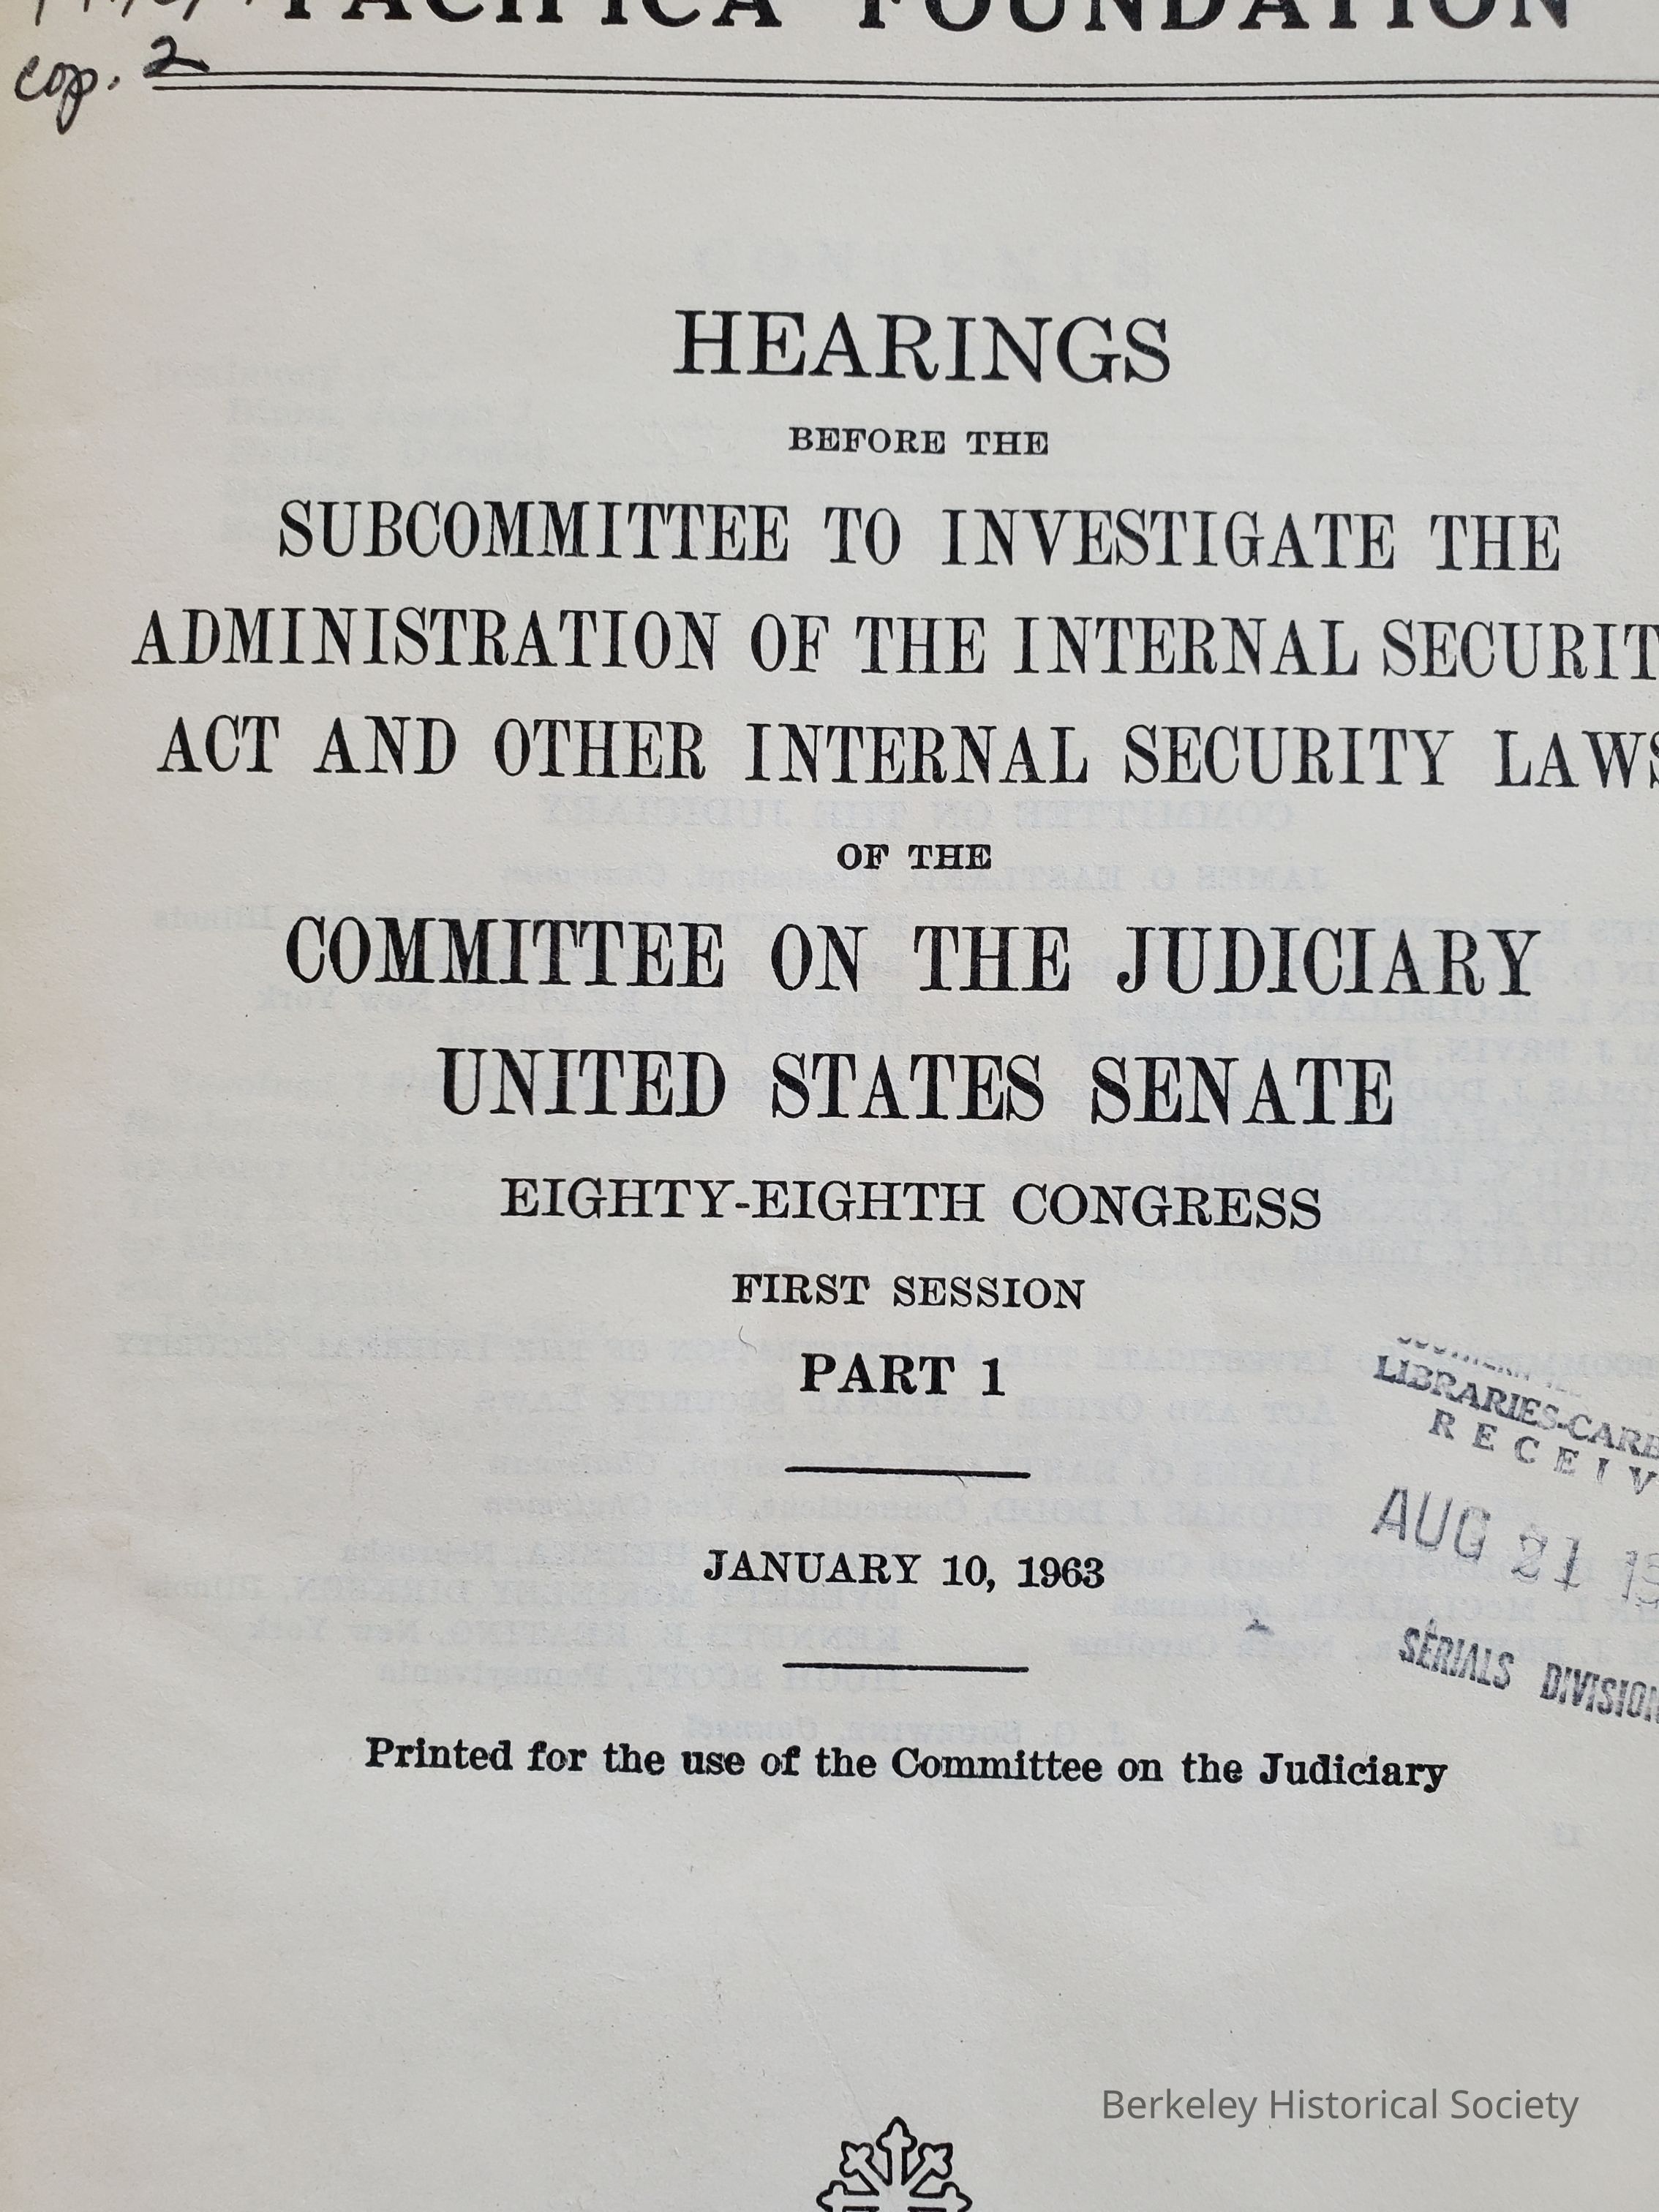 PACIFICA FOUNDATION
cop. 2
HEARINGS
BEFORE THE
SUBCOMMITTEE TO INVESTIGATE THE
ADMINISTRATION OF THE INTERNAL SECURIT
ACT AND OTHER INTERNAL SECURITY LAWS
OF THE
COMMITTEE ON THE JUDICIARY
UNITED STATES SENATE
EIGHTY-EIGHTH CONGRESS
FIRST SESSION
PART 1
LIBRARIES-CARB
RECEIV
AUG 21 19
SERIALS DIVISION
JANUARY 10, 1963
Printed for the use of the Committee on the Judiciary
Berkeley Historical Society